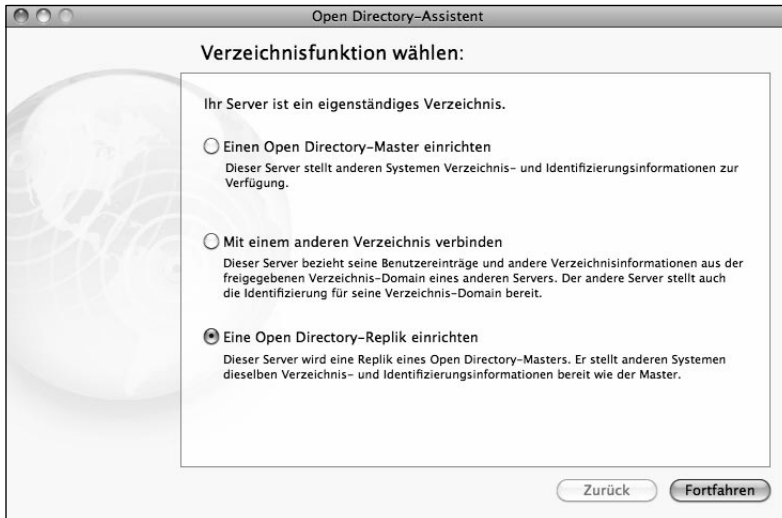 Open Directory-Assistent
Verzeichnisfunktion wählen:
Ihr Server ist ein eigenständiges Verzeichnis.
Einen Open Directory-Master einrichten
Dieser Server stellt anderen Systemen Verzeichnis- und Identifizierungsinformationen zur
Verfügung.
Mit einem anderen Verzeichnis verbinden
Dieser Server bezieht seine Benutzereinträge und andere Verzeichnisinformationen aus der
freigegebenen Verzeichnis-Domain eines anderen Servers. Der andere Server stellt auch
die Identifizierung für seine Verzeichnis-Domain bereit.
Eine Open Directory-Replik einrichten
Dieser Server wird eine Replik eines Open Directory-Masters. Er stellt anderen Systemen
dieselben Verzeichnis- und Identifizierungsinformationen bereit wie der Master.
Zurück
Fortfahren